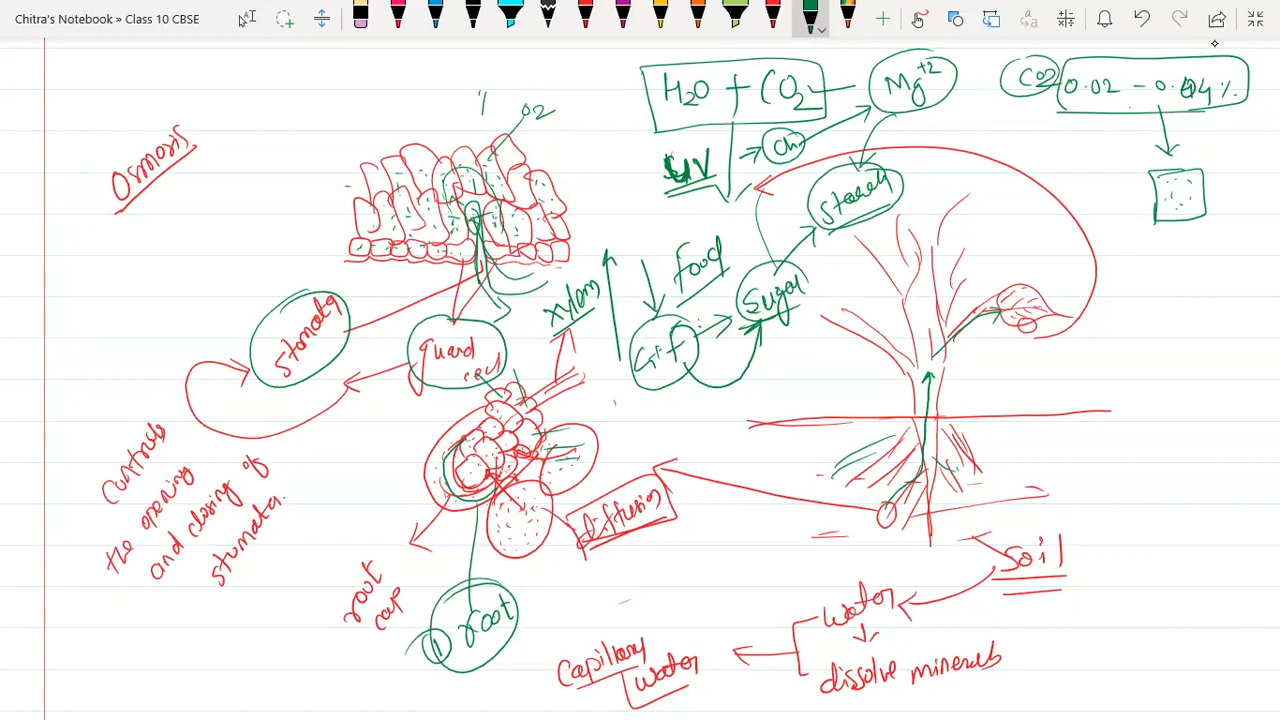 Chitra's Notebook » Class 10 CBSE
H2O + CO2
Mg+2
CO2
0.02 - 0.04%
O2
Osmosis
UV
Chl
starch
food
Sugar
xylem
G+F
stomata
guard
cell
controls
the opening
and closing of
stomata.
diffusion
root
cap
① root
Soil
water
dissolve minerals
capillary
water